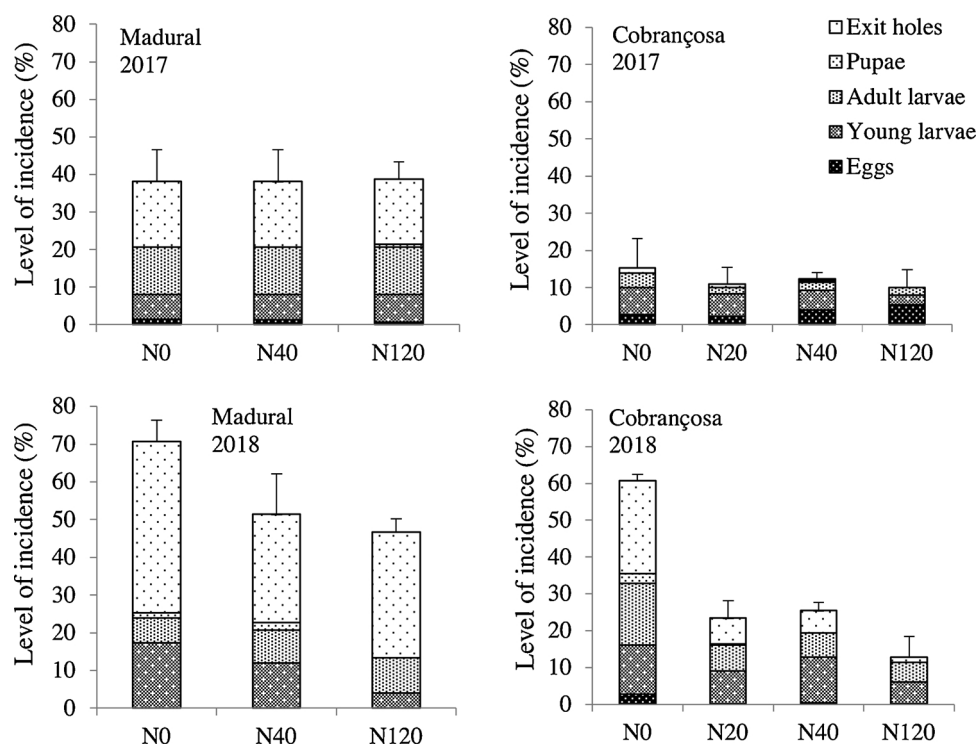 Level of incidence (%)
80
70
60
50
40
30
20
10
0
Madural
2017
N0 N40 N120
Level of incidence (%)
80
70
60
50
40
30
20
10
0
Cobrançosa
2017
Exit holes
Pupae
Adult larvae
Young larvae
Eggs
N0 N20 N40 N120
Level of incidence (%)
80
70
60
50
40
30
20
10
0
Madural
2018
N0 N40 N120
Level of incidence (%)
80
70
60
50
40
30
20
10
0
Cobrançosa
2018
N0 N20 N40 N120